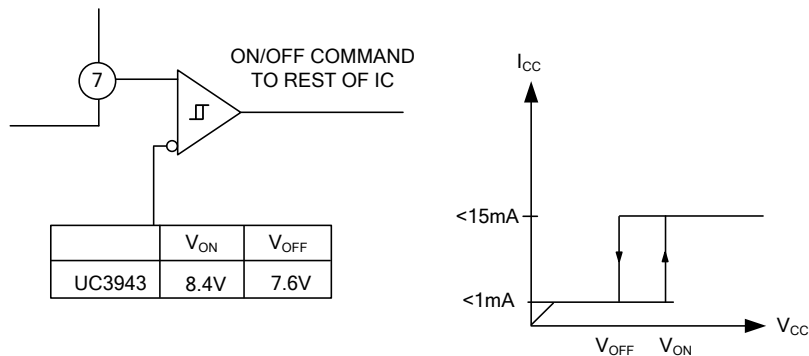 ON/OFF COMMAND
TO REST OF IC
7
V_ON V_OFF
UC3943 8.4V 7.6V
I_CC
<15mA
<1mA
V_OFF V_ON
V_CC